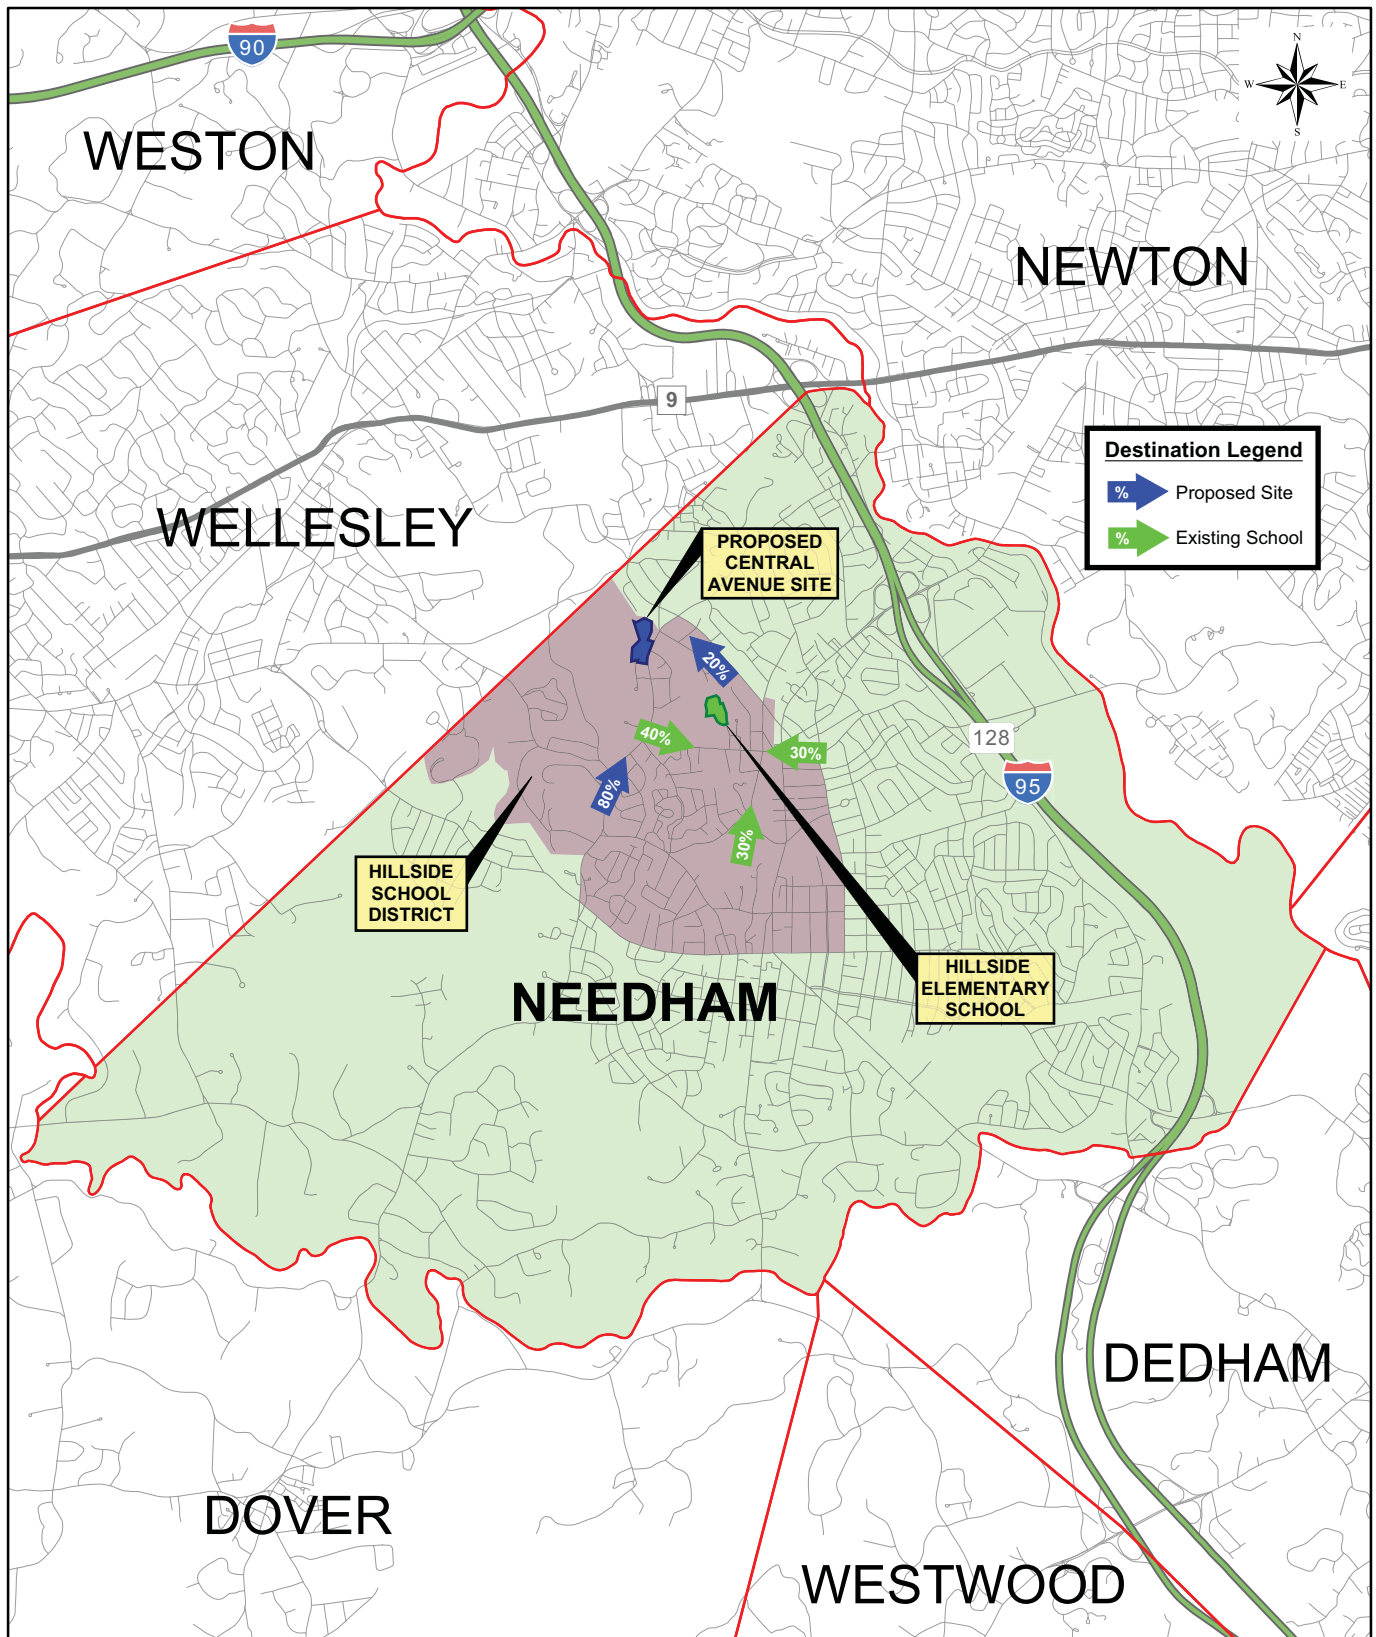 90
N
W
E
S
WESTON
NEWTON
9
Destination Legend
%
Proposed Site
%
Existing School
WELLESLEY
PROPOSED
CENTRAL
AVENUE SITE
20%
40%
30%
128
80%
95
30%
HILLSIDE
SCHOOL
DISTRICT
HILLSIDE
ELEMENTARY
SCHOOL
NEEDHAM
DEDHAM
DOVER
WESTWOOD